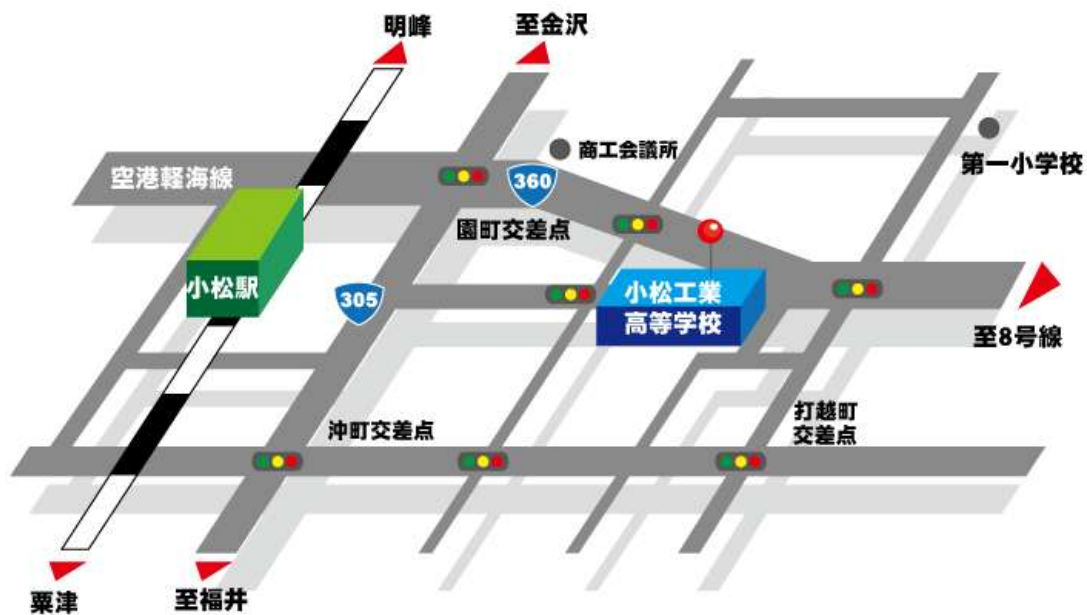 明峰
至金沢
商工会議所
第一小学校
空港軽海線
360
園町交差点
小松駅
305
小松工業
高等学校
至8号線
沖町交差点
打越町
交差点
粟津
至福井